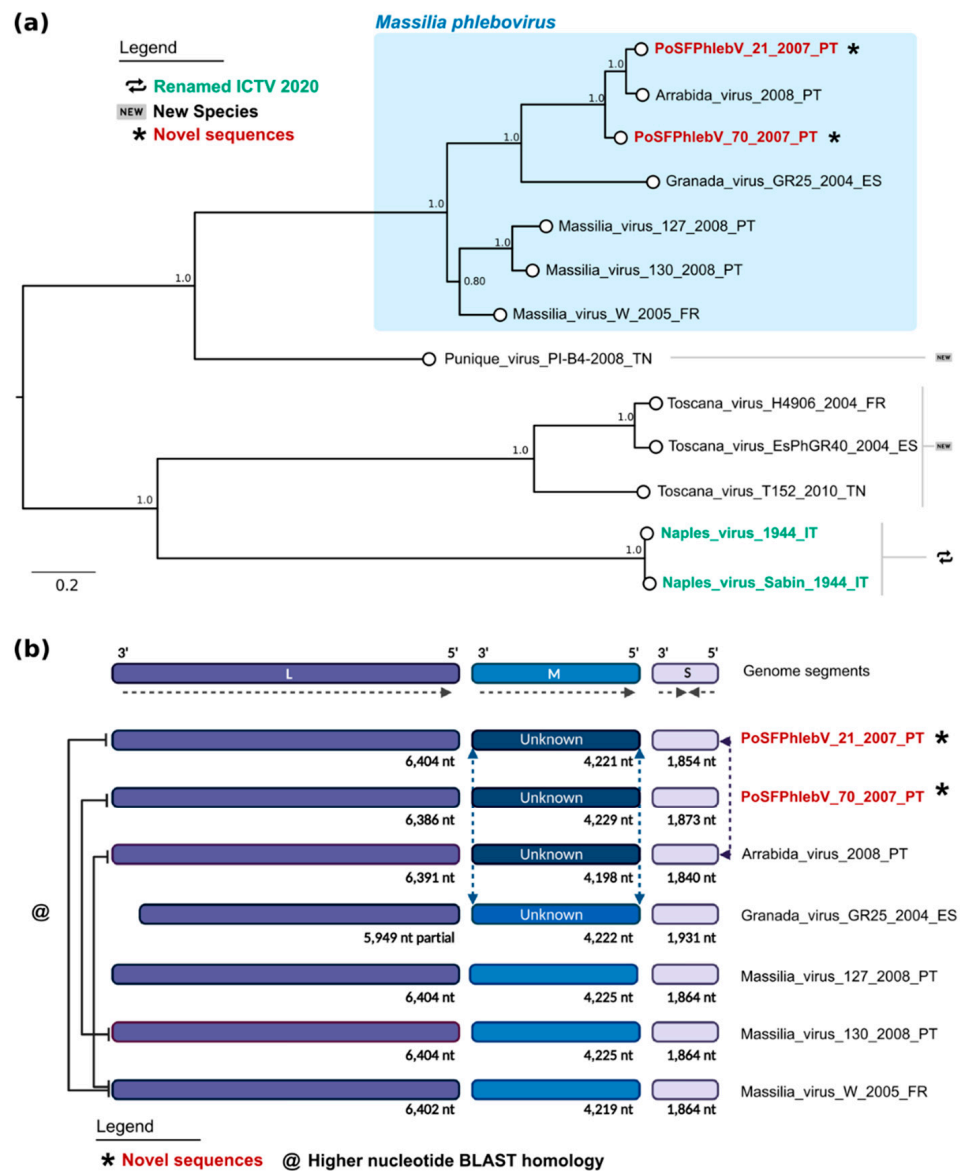 (a)
Massilia phlebovirus
Legend
Renamed ICTV 2020
NEW New Species
* Novel sequences
1.0
PoSFPhlebV_21_2007_PT *
1.0
Arrabida_virus_2008_PT
1.0
PoSFPhlebV_70_2007_PT *
Granada_virus_GR25_2004_ES
1.0
Massilia_virus_127_2008_PT
1.0
Massilia_virus_130_2008_PT
1.0
0.80
Massilia_virus_W_2005_FR
Punique_virus_PI-B4-2008_TN NEW
Toscana_virus_H4906_2004_FR
1.0
Toscana_virus_EsPhGR40_2004_ES NEW
1.0
Toscana_virus_T152_2010_TN
1.0
Naples_virus_1944_IT
1.0
Naples_virus_Sabin_1944_IT
0.2
(b)
3' 5' 3' 5' 3' 5'
L M S Genome segments
Unknown PoSFPhlebV_21_2007_PT *
6,404 nt 4,221 nt 1,854 nt
Unknown PoSFPhlebV_70_2007_PT *
6,386 nt 4,229 nt 1,873 nt
Unknown Arrabida_virus_2008_PT
6,391 nt 4,198 nt 1,840 nt
@
Unknown Granada_virus_GR25_2004_ES
5,949 nt partial 4,222 nt 1,931 nt
Massilia_virus_127_2008_PT
6,404 nt 4,225 nt 1,864 nt
Massilia_virus_130_2008_PT
6,404 nt 4,225 nt 1,864 nt
Massilia_virus_W_2005_FR
6,402 nt 4,219 nt 1,864 nt
Legend
* Novel sequences @ Higher nucleotide BLAST homology